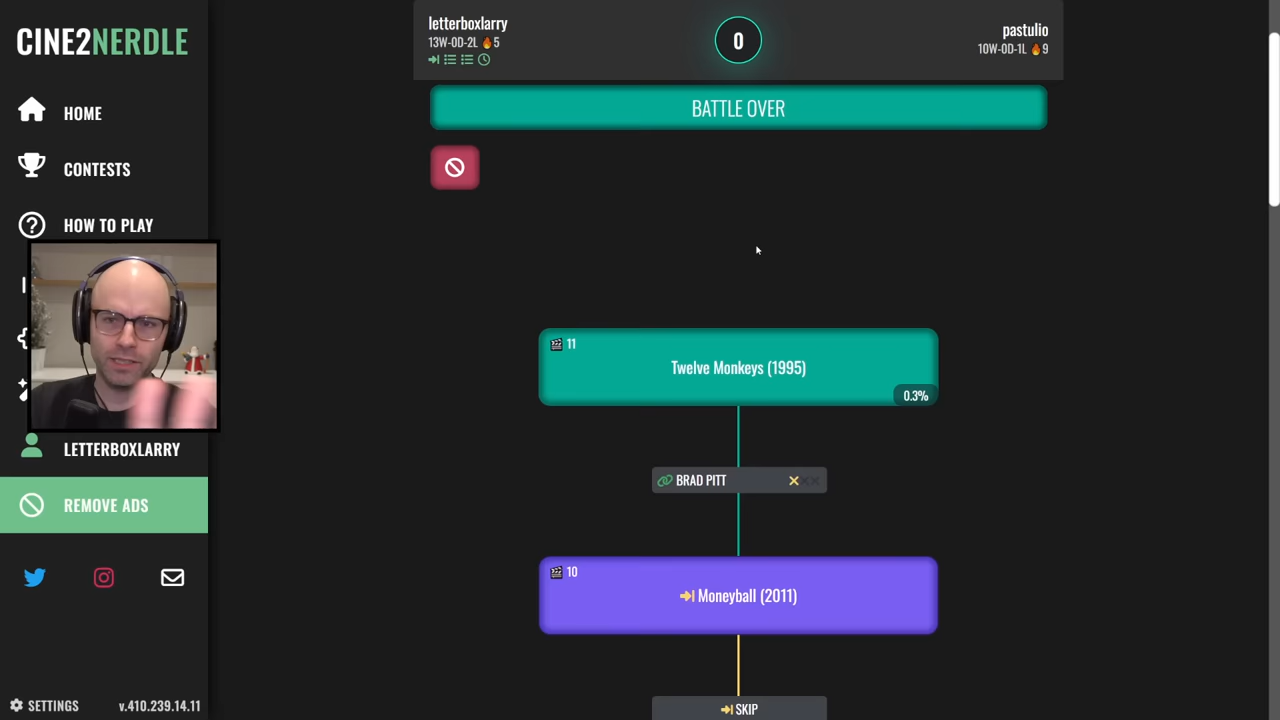 CINE2NERDLE
HOME
CONTESTS
HOW TO PLAY
LETTERBOXLARRY
REMOVE ADS
SETTINGS
v.410.239.14.11
letterboxlarry
13W-0D-2L 🔥5
0
pastulio
10W-0D-1L 🔥9
BATTLE OVER
11
Twelve Monkeys (1995)
0.3%
BRAD PITT
10
Moneyball (2011)
SKIP